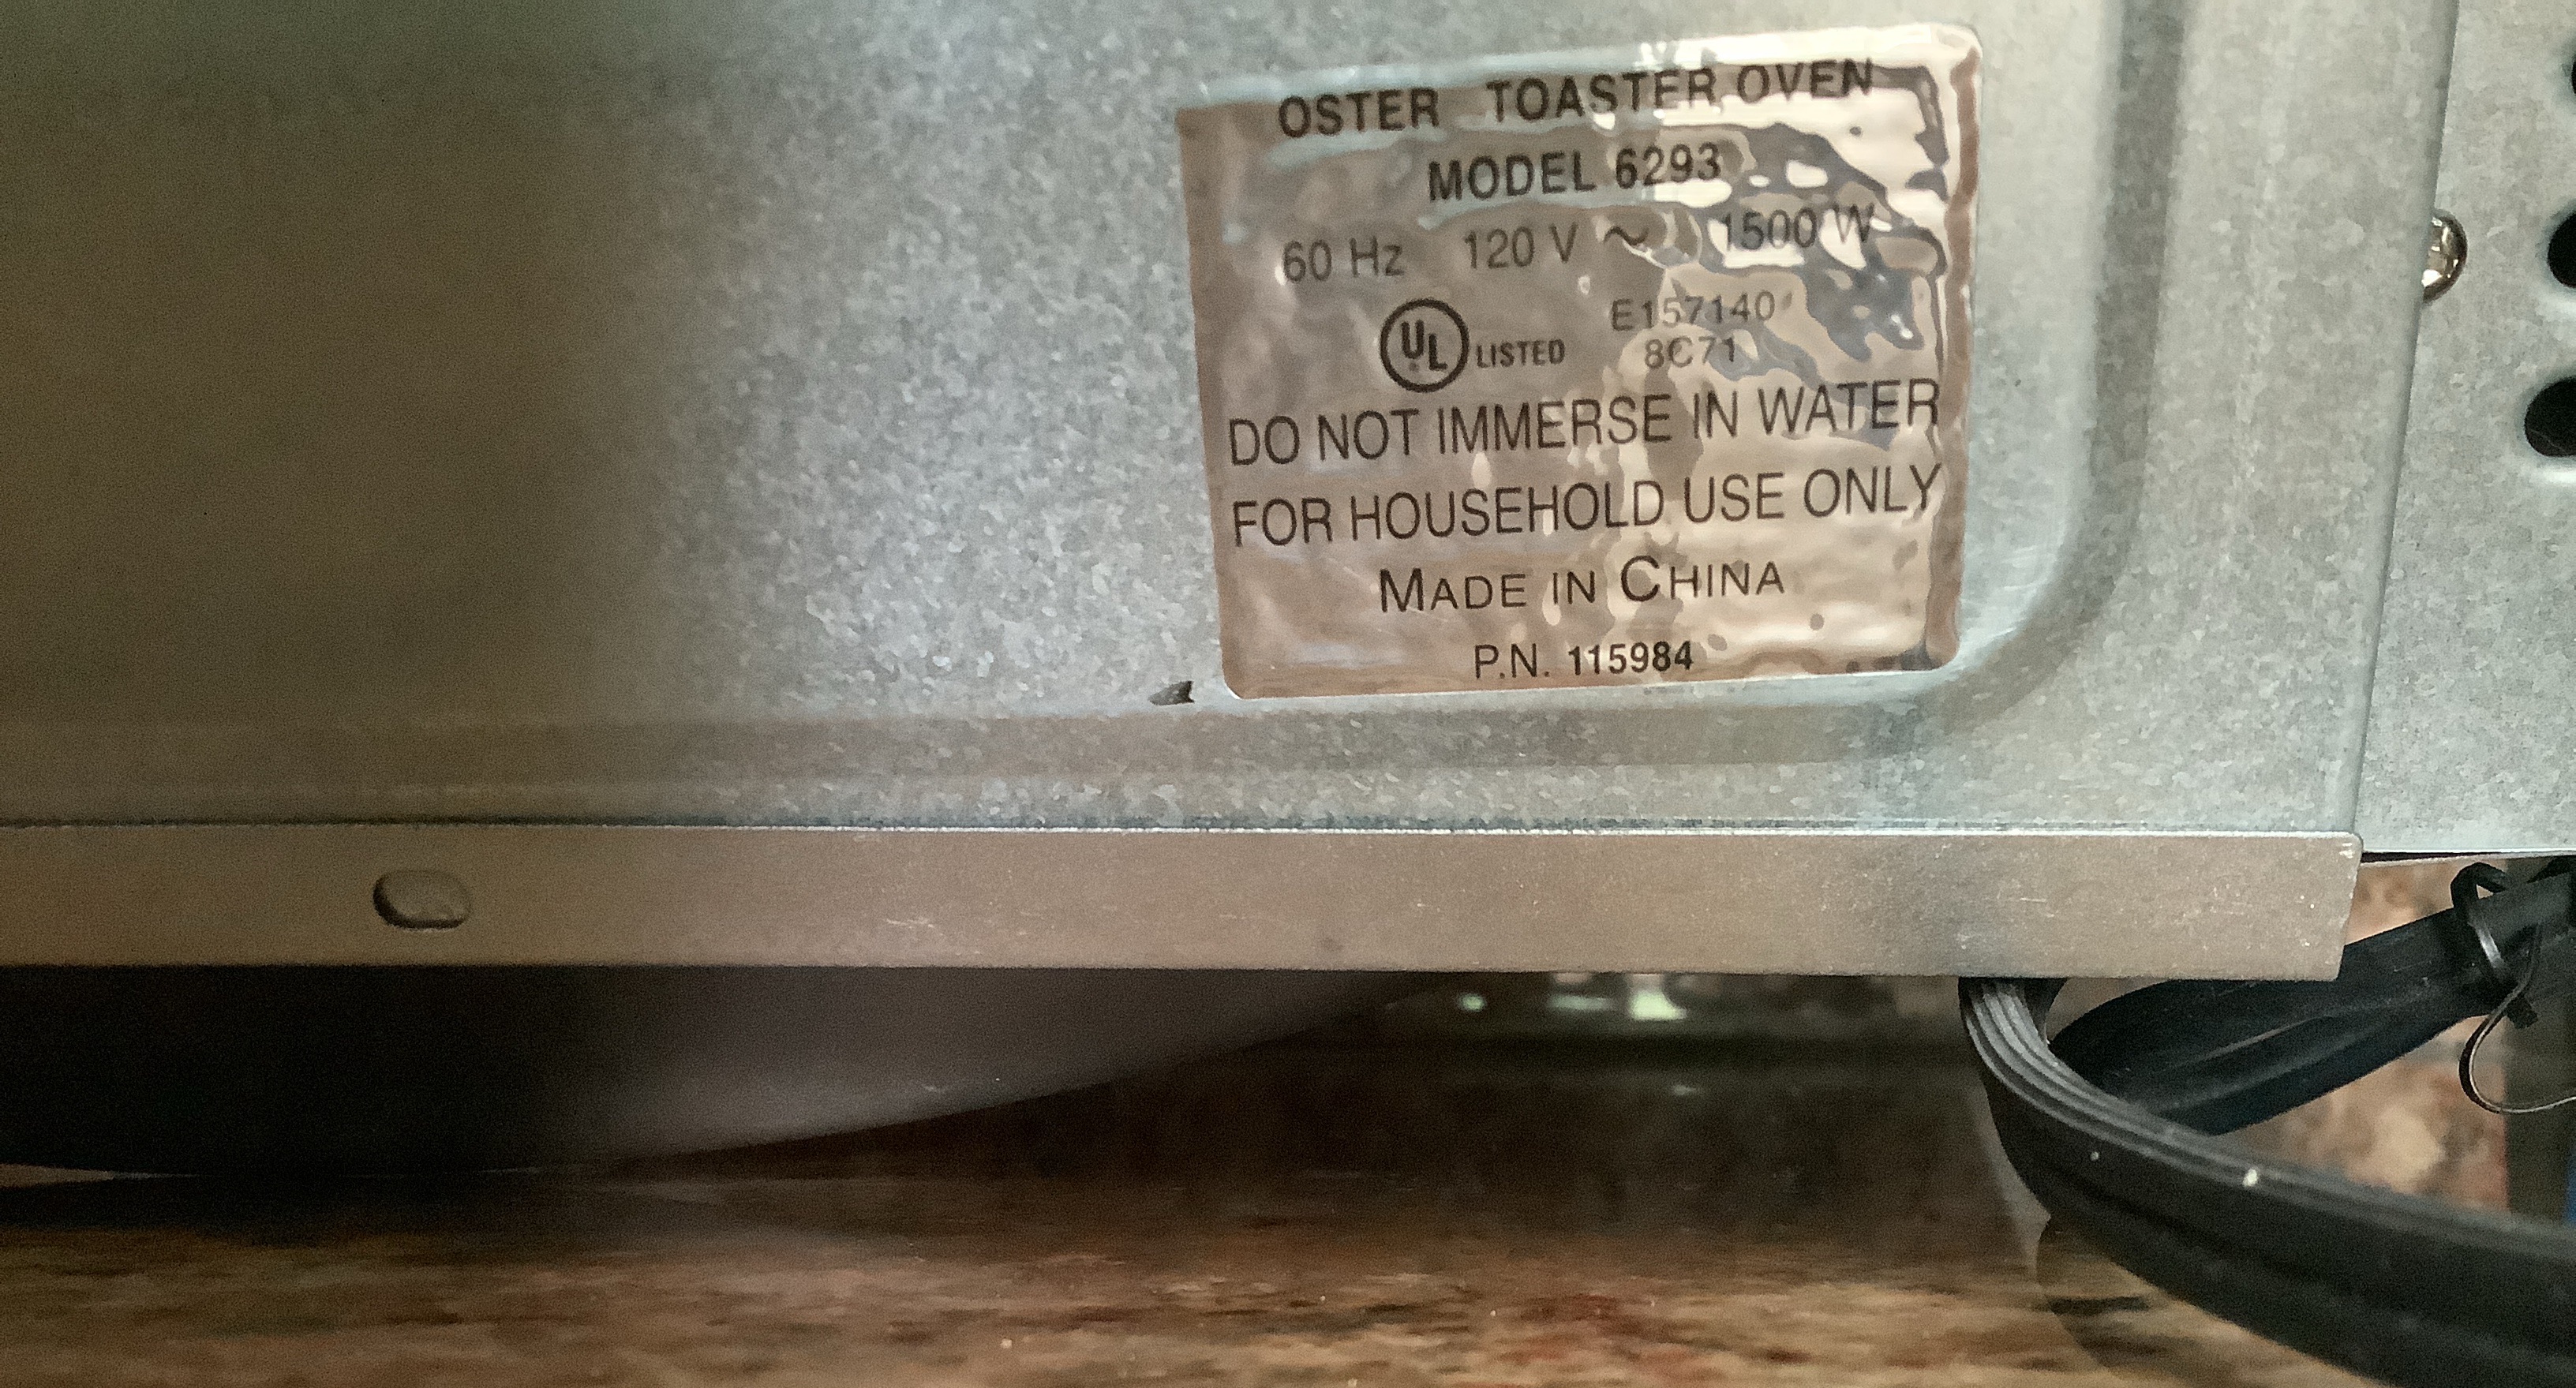 OSTER TOASTER OVEN
MODEL 6293
60 Hz 120 V ~ 1500 W
UL LISTED E157140
8C71
DO NOT IMMERSE IN WATER
FOR HOUSEHOLD USE ONLY
MADE IN CHINA
P.N. 115984